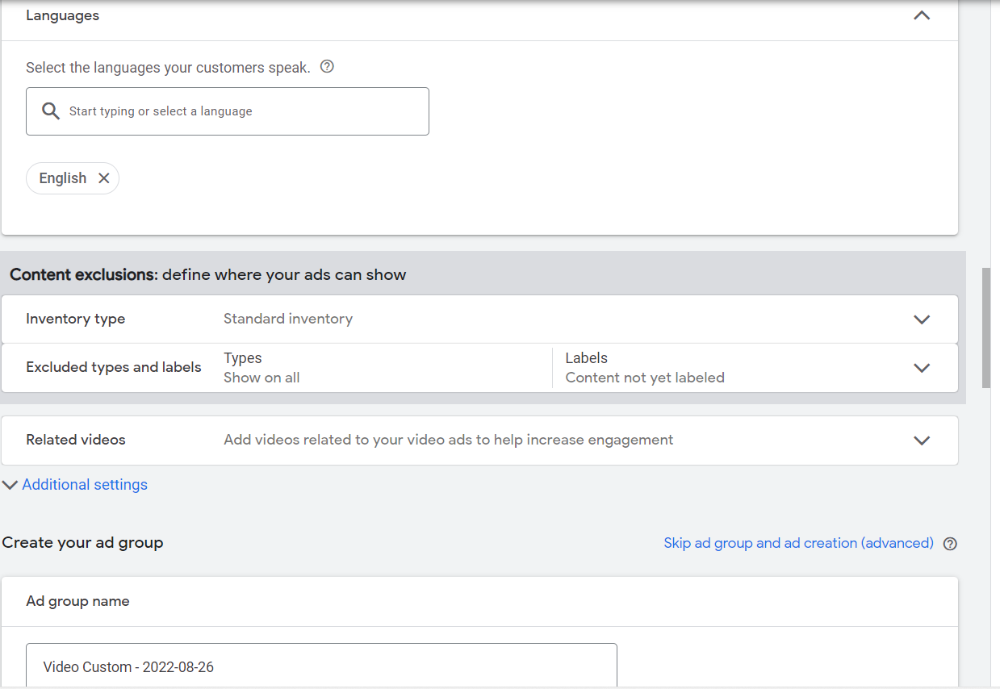 Languages
Select the languages your customers speak.
Start typing or select a language
English
Content exclusions: define where your ads can show
Inventory type Standard inventory
Excluded types and labels Types Labels
Show on all Content not yet labeled
Related videos Add videos related to your video ads to help increase engagement
Additional settings
Create your ad group Skip ad group and ad creation (advanced)
Ad group name
Video Custom - 2022-08-26